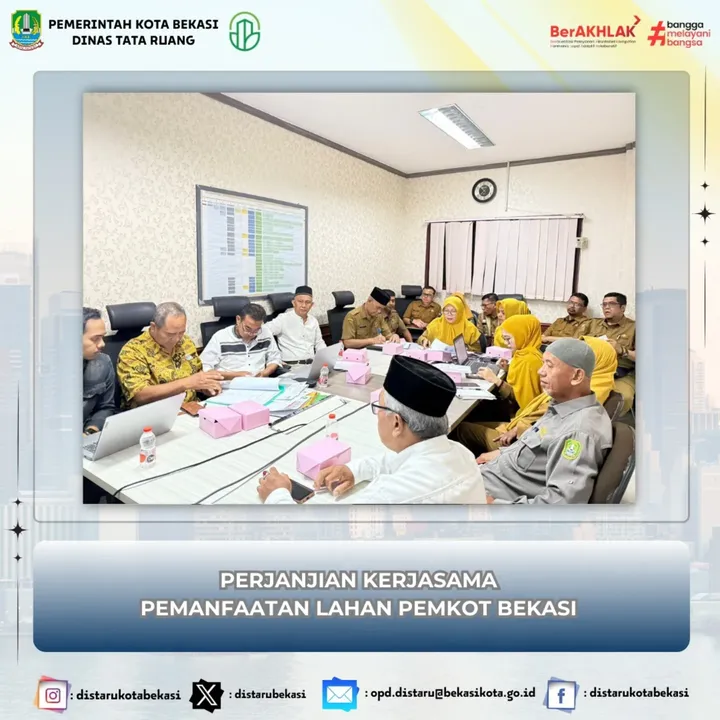 PEMERINTAH KOTA BEKASI
DINAS TATA RUANG
BerAKHLAK
#bangga
melayani
bangsa
PERJANJIAN KERJASAMA
PEMANFAATAN LAHAN PEMKOT BEKASI
: distarukotabekasi
: distarubekasi
: opd.distaru@bekasikota.go.id
: distarukotabekasi